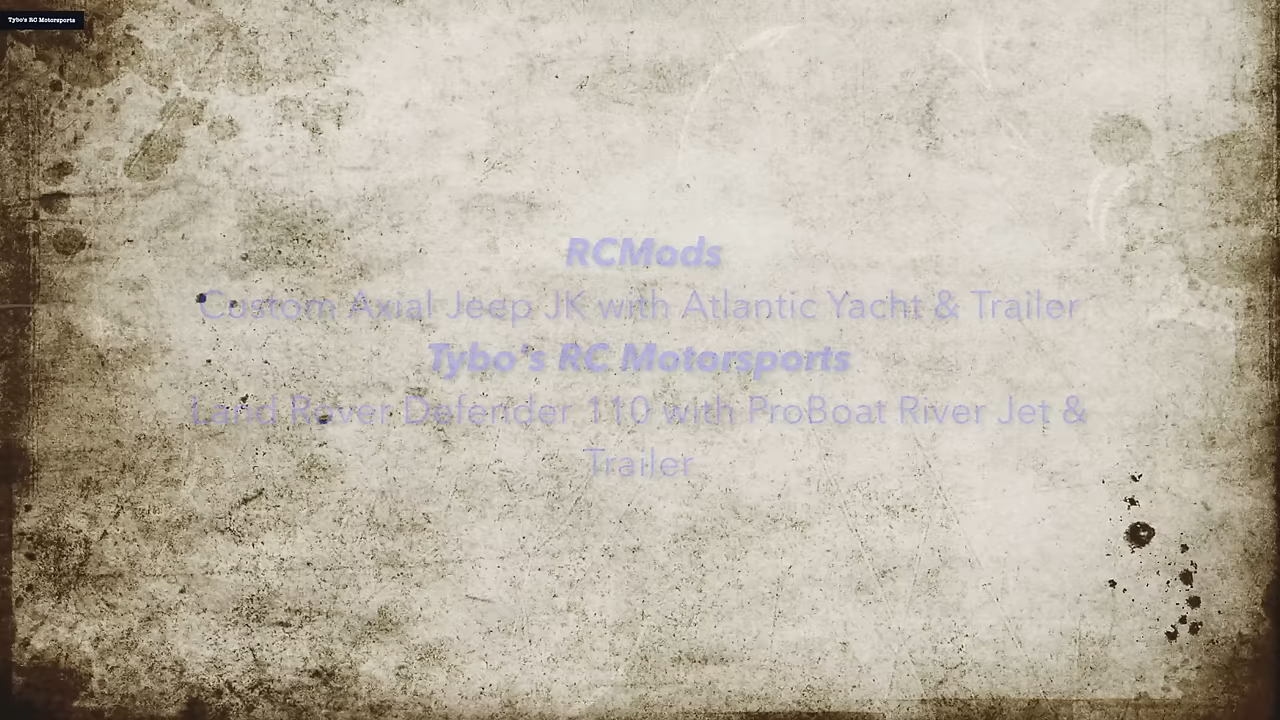 Tybo's RC Motorsports
RCMods
Custom Axial Jeep JK with Atlantic Yacht & Trailer
Tybo's RC Motorsports
Land Rover Defender 110 with ProBoat River Jet &
Trailer